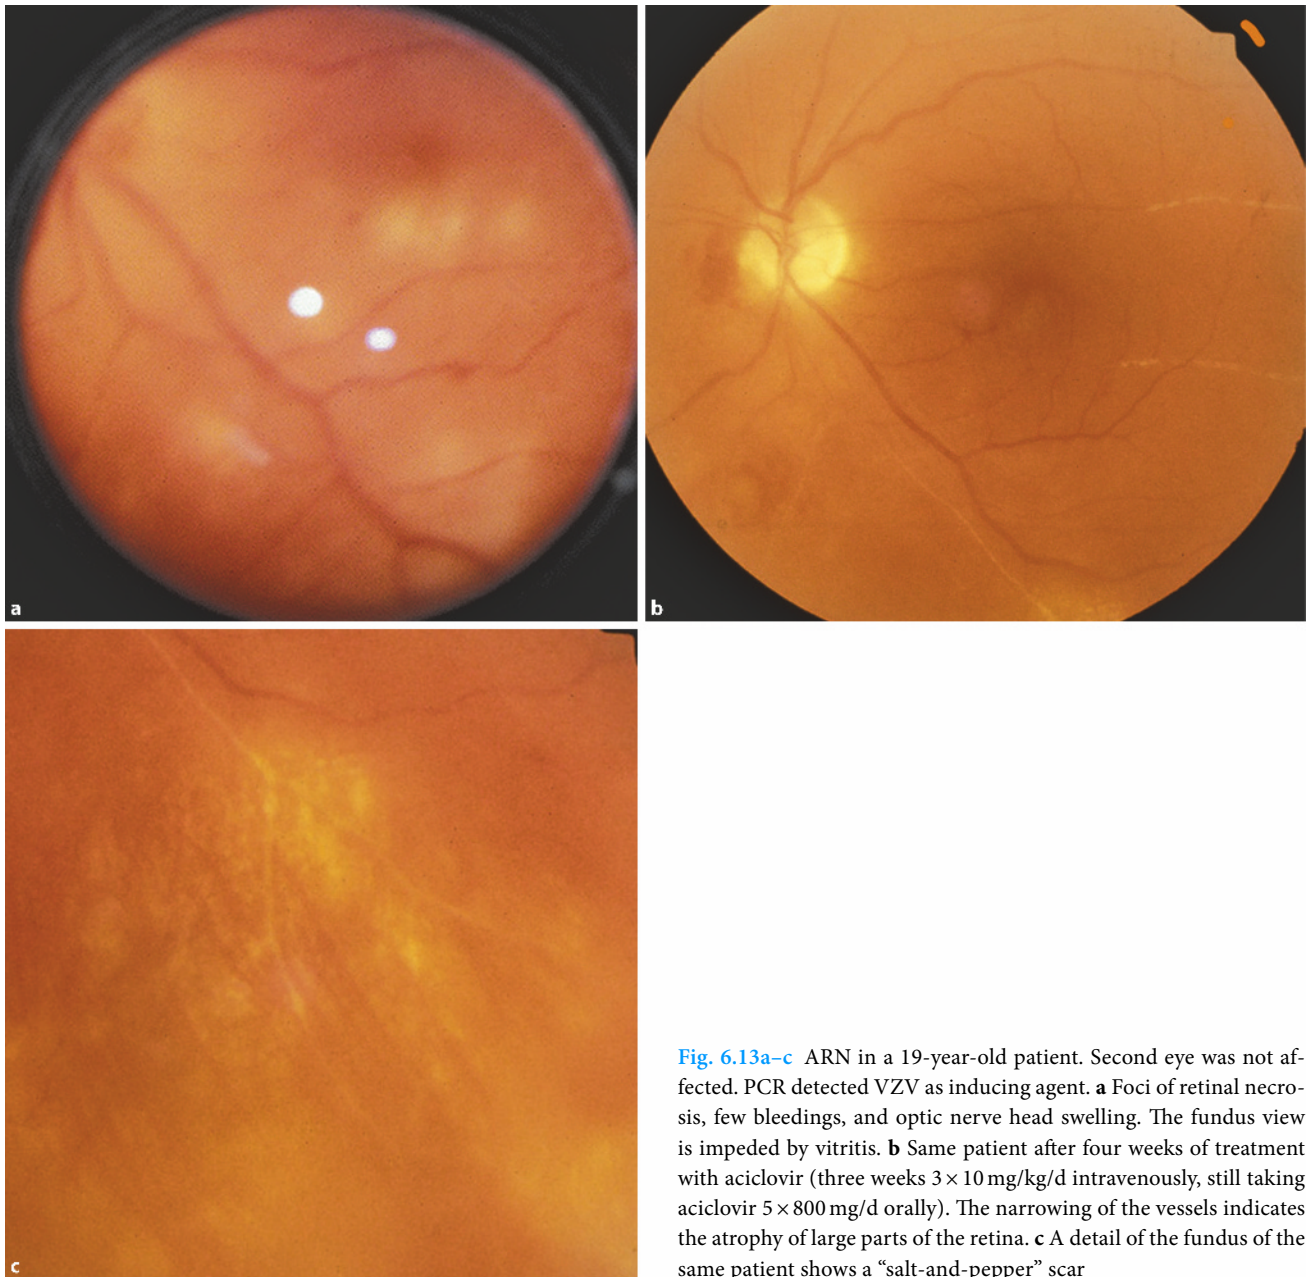 a
b
c
Fig. 6.13a–c ARN in a 19-year-old patient. Second eye was not af-
fected. PCR detected VZV as inducing agent. a Foci of retinal necro-
sis, few bleedings, and optic nerve head swelling. The fundus view
is impeded by vitritis. b Same patient after four weeks of treatment
with aciclovir (three weeks 3 × 10 mg/kg/d intravenously, still taking
aciclovir 5 × 800 mg/d orally). The narrowing of the vessels indicates
the atrophy of large parts of the retina. c A detail of the fundus of the
same patient shows a “salt-and-pepper” scar